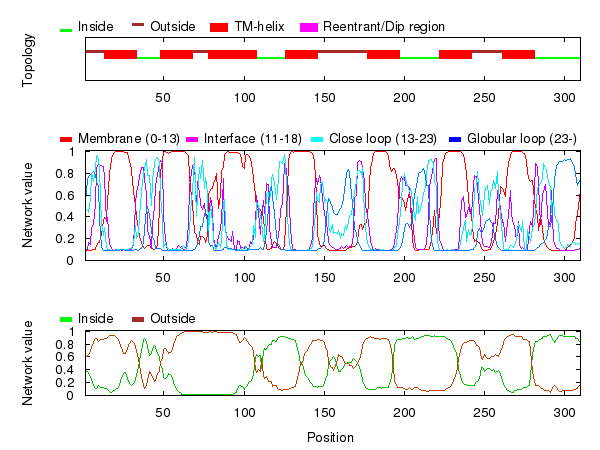 Inside Outside TM-helix Reentrant/Dip region
Topology
50 100 150 200 250 300
Membrane (0-13) Interface (11-18) Close loop (13-23) Globular loop (23-)
Network value
1
0.8
0.6
0.4
0.2
0
50 100 150 200 250 300
Inside Outside
Network value
1
0.8
0.6
0.4
0.2
0
50 100 150 200 250 300
Position